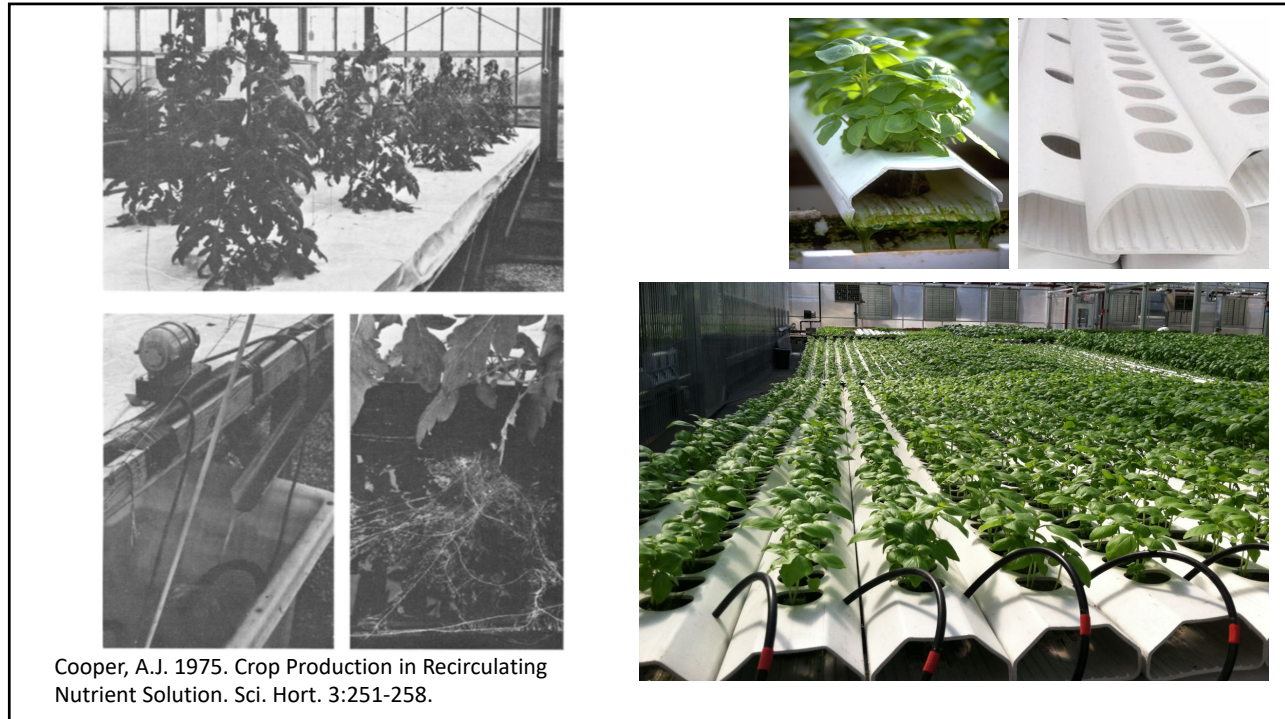 Cooper, A.J. 1975. Crop Production in Recirculating
Nutrient Solution. Sci. Hort. 3:251-258.